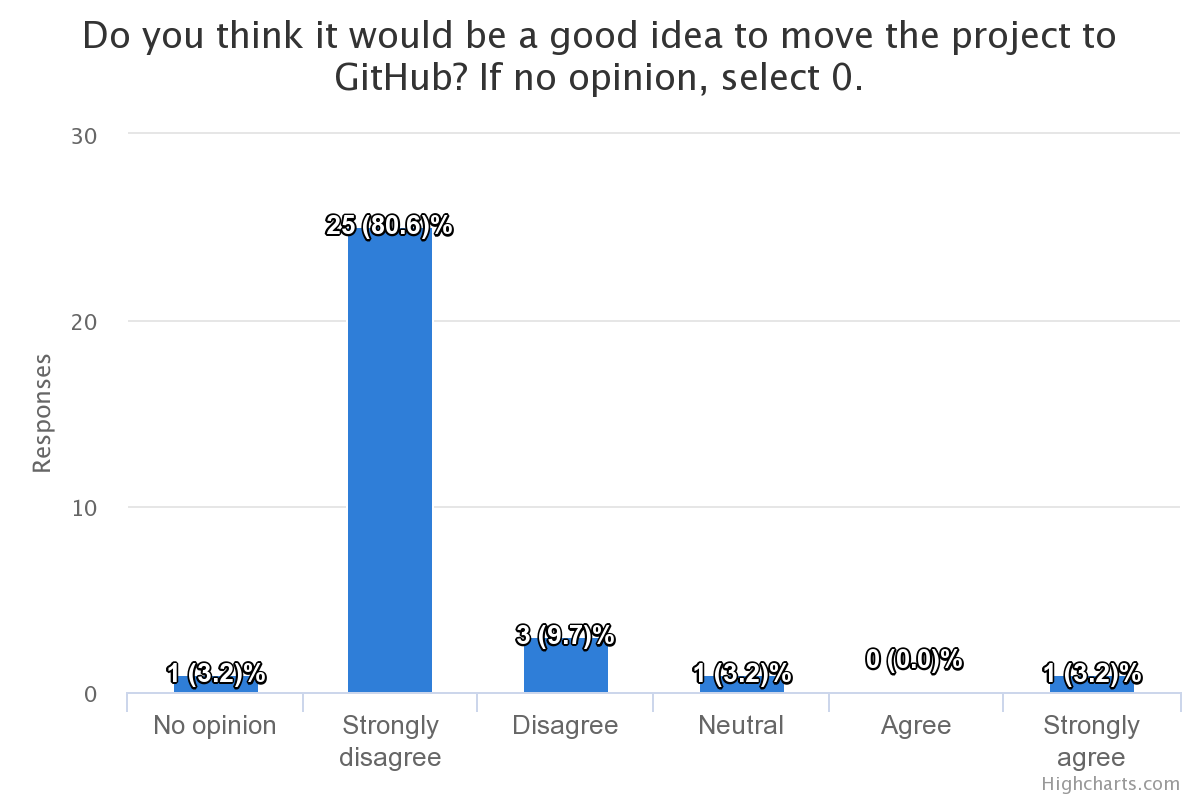 Do you think it would be a good idea to move the project to
GitHub? If no opinion, select 0.
30
20
10
0
Responses
25 (80.6)%
3 (9.7)%
1 (3.2)%
1 (3.2)%
0 (0.0)%
1 (3.2)%
No opinion
Strongly
disagree
Disagree
Neutral
Agree
Strongly
agree
Highcharts.com